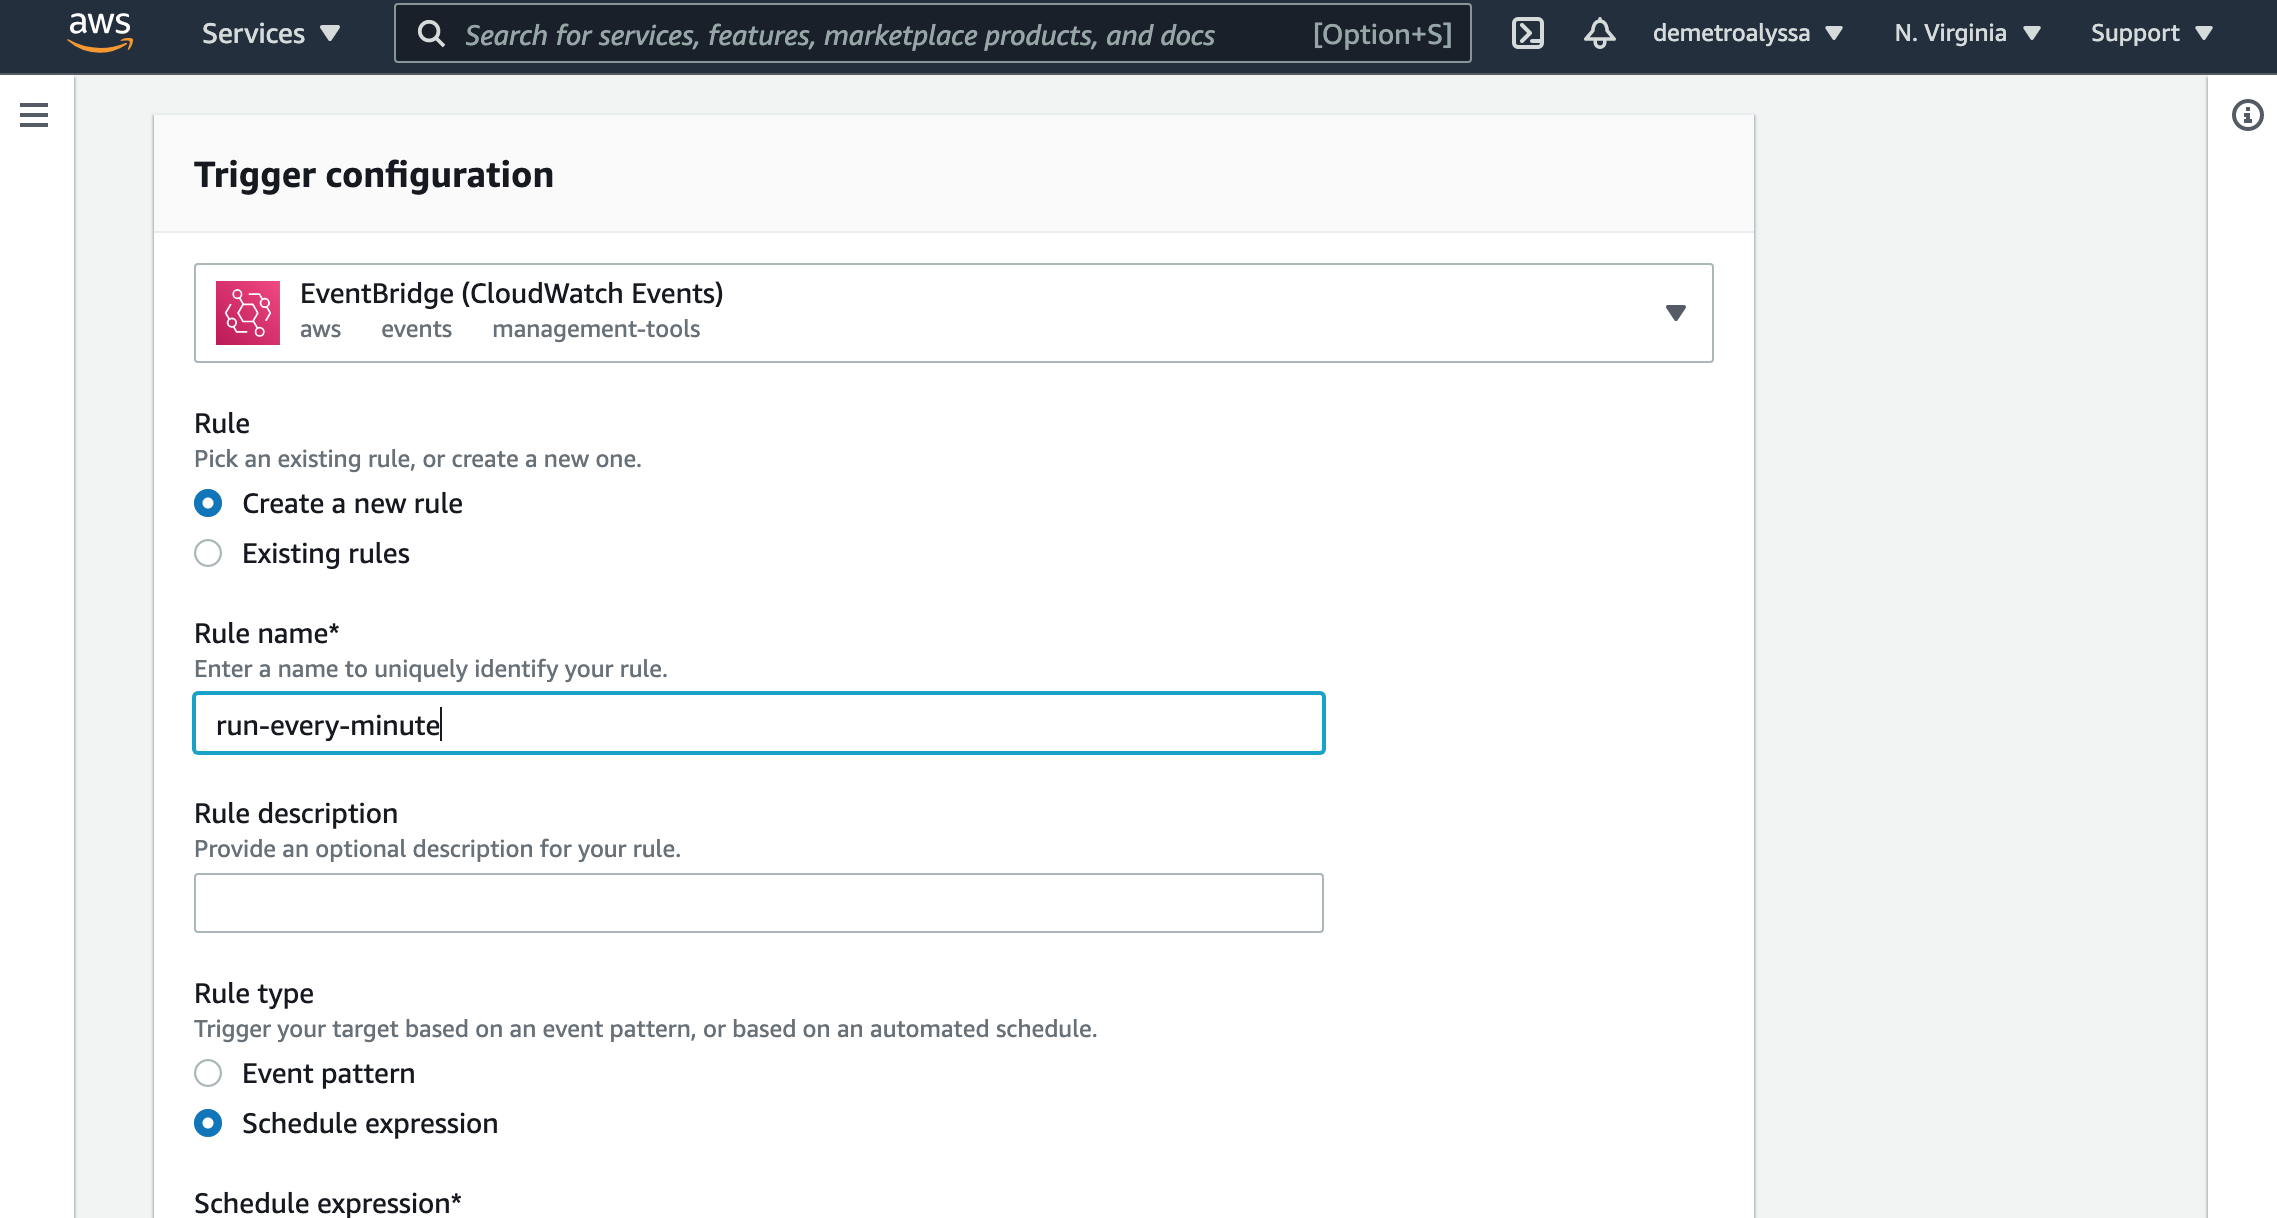 aws Services Search for services, features, marketplace products, and docs [Option+S] demetroalyssa N. Virginia Support
Trigger configuration
EventBridge (CloudWatch Events)
aws events management-tools
Rule
Pick an existing rule, or create a new one.
Create a new rule
Existing rules
Rule name*
Enter a name to uniquely identify your rule.
run-every-minute
Rule description
Provide an optional description for your rule.
Rule type
Trigger your target based on an event pattern, or based on an automated schedule.
Event pattern
Schedule expression
Schedule expression*